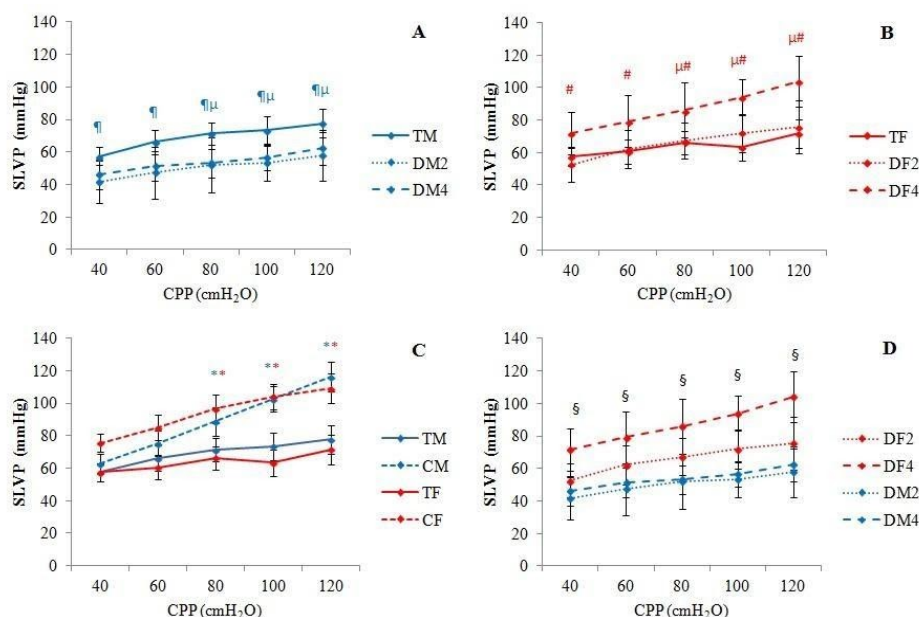 A
SLVP (mmHg)
140
120
100
80
60
40
20
0
¶ ¶ ¶µ ¶µ ¶µ
40 60 80 100 120
CPP (cmH₂O)
TM
DM2
DM4
B
SLVP (mmHg)
140
120
100
80
60
40
20
0
# # µ# µ# µ#
40 60 80 100 120
CPP (cmH₂O)
TF
DF2
DF4
C
SLVP (mmHg)
140
120
100
80
60
40
20
0
** ** **
40 60 80 100 120
CPP (cmH₂O)
TM
CM
TF
CF
D
SLVP (mmHg)
140
120
100
80
60
40
20
0
§ § § § §
40 60 80 100 120
CPP (cmH₂O)
DF2
DF4
DM2
DM4